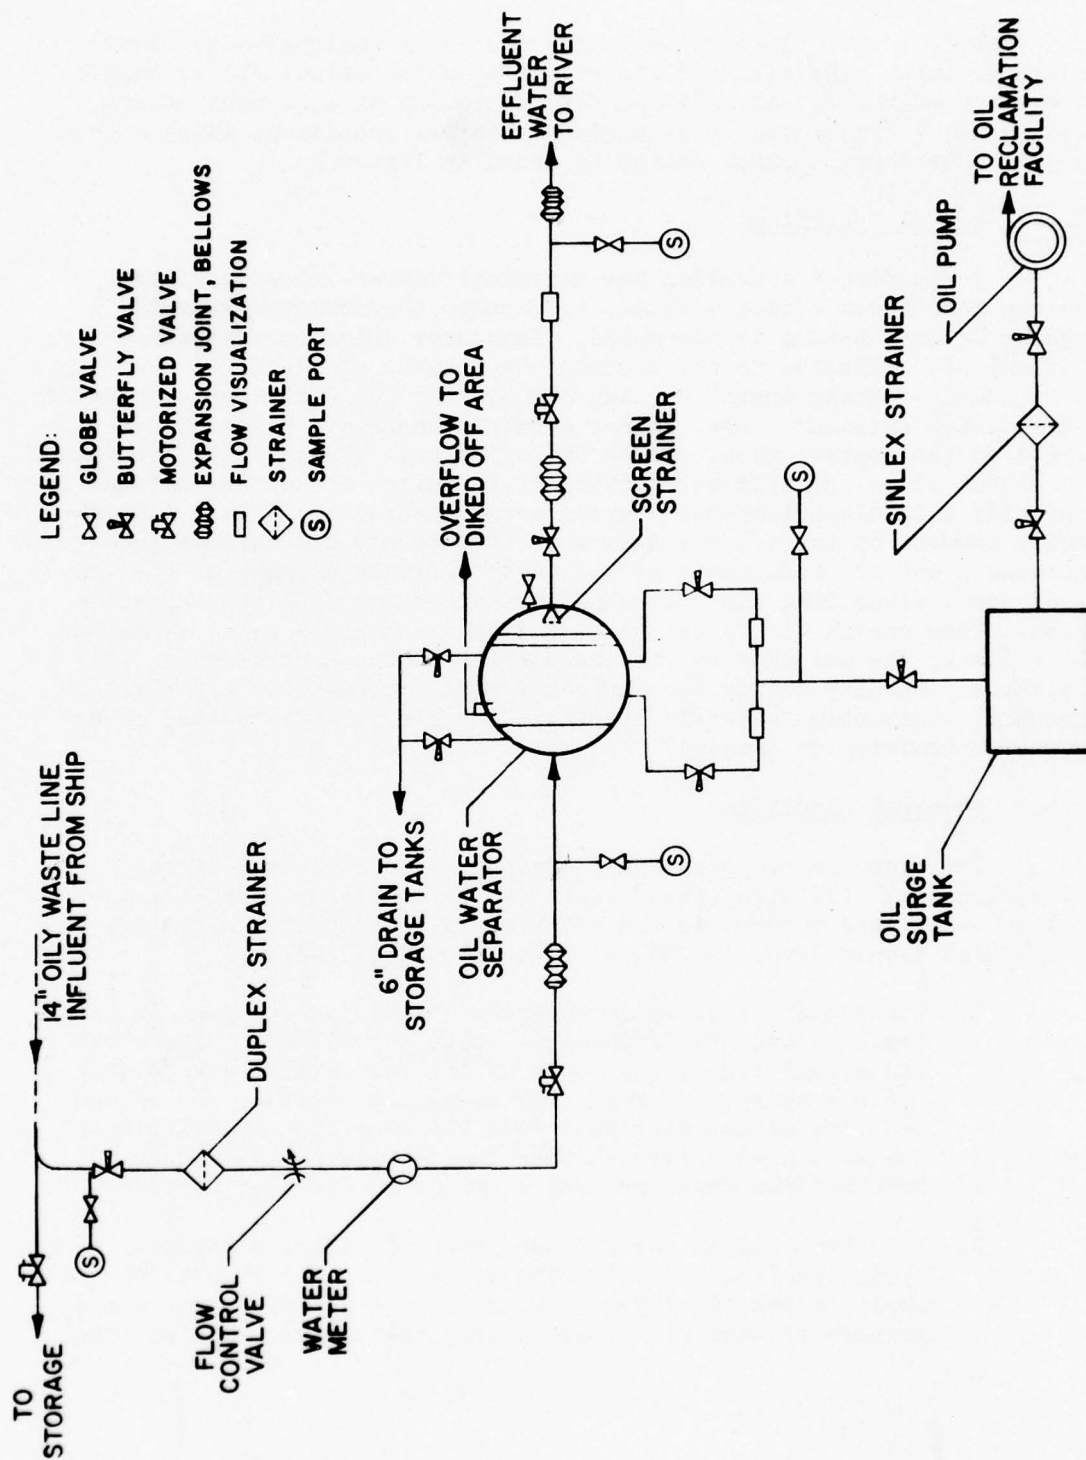 14" OILY WASTE LINE
INFLUENT FROM SHIP
TO
STORAGE
S
DUPLEX STRAINER
FLOW
CONTROL
VALVE
WATER
METER
LEGEND:
GLOBE VALVE
BUTTERFLY VALVE
MOTORIZED VALVE
EXPANSION JOINT, BELLOWS
FLOW VISUALIZATION
STRAINER
S SAMPLE PORT
6" DRAIN TO
STORAGE TANKS
OVERFLOW TO
DIKED OFF AREA
OIL WATER
SEPARATOR
SCREEN
STRAINER
EFFLUENT
WATER
TO RIVER
S
S
S
OIL
SURGE
TANK
SINLEX STRAINER
OIL PUMP
TO OIL
RECLAMATION
FACILITY